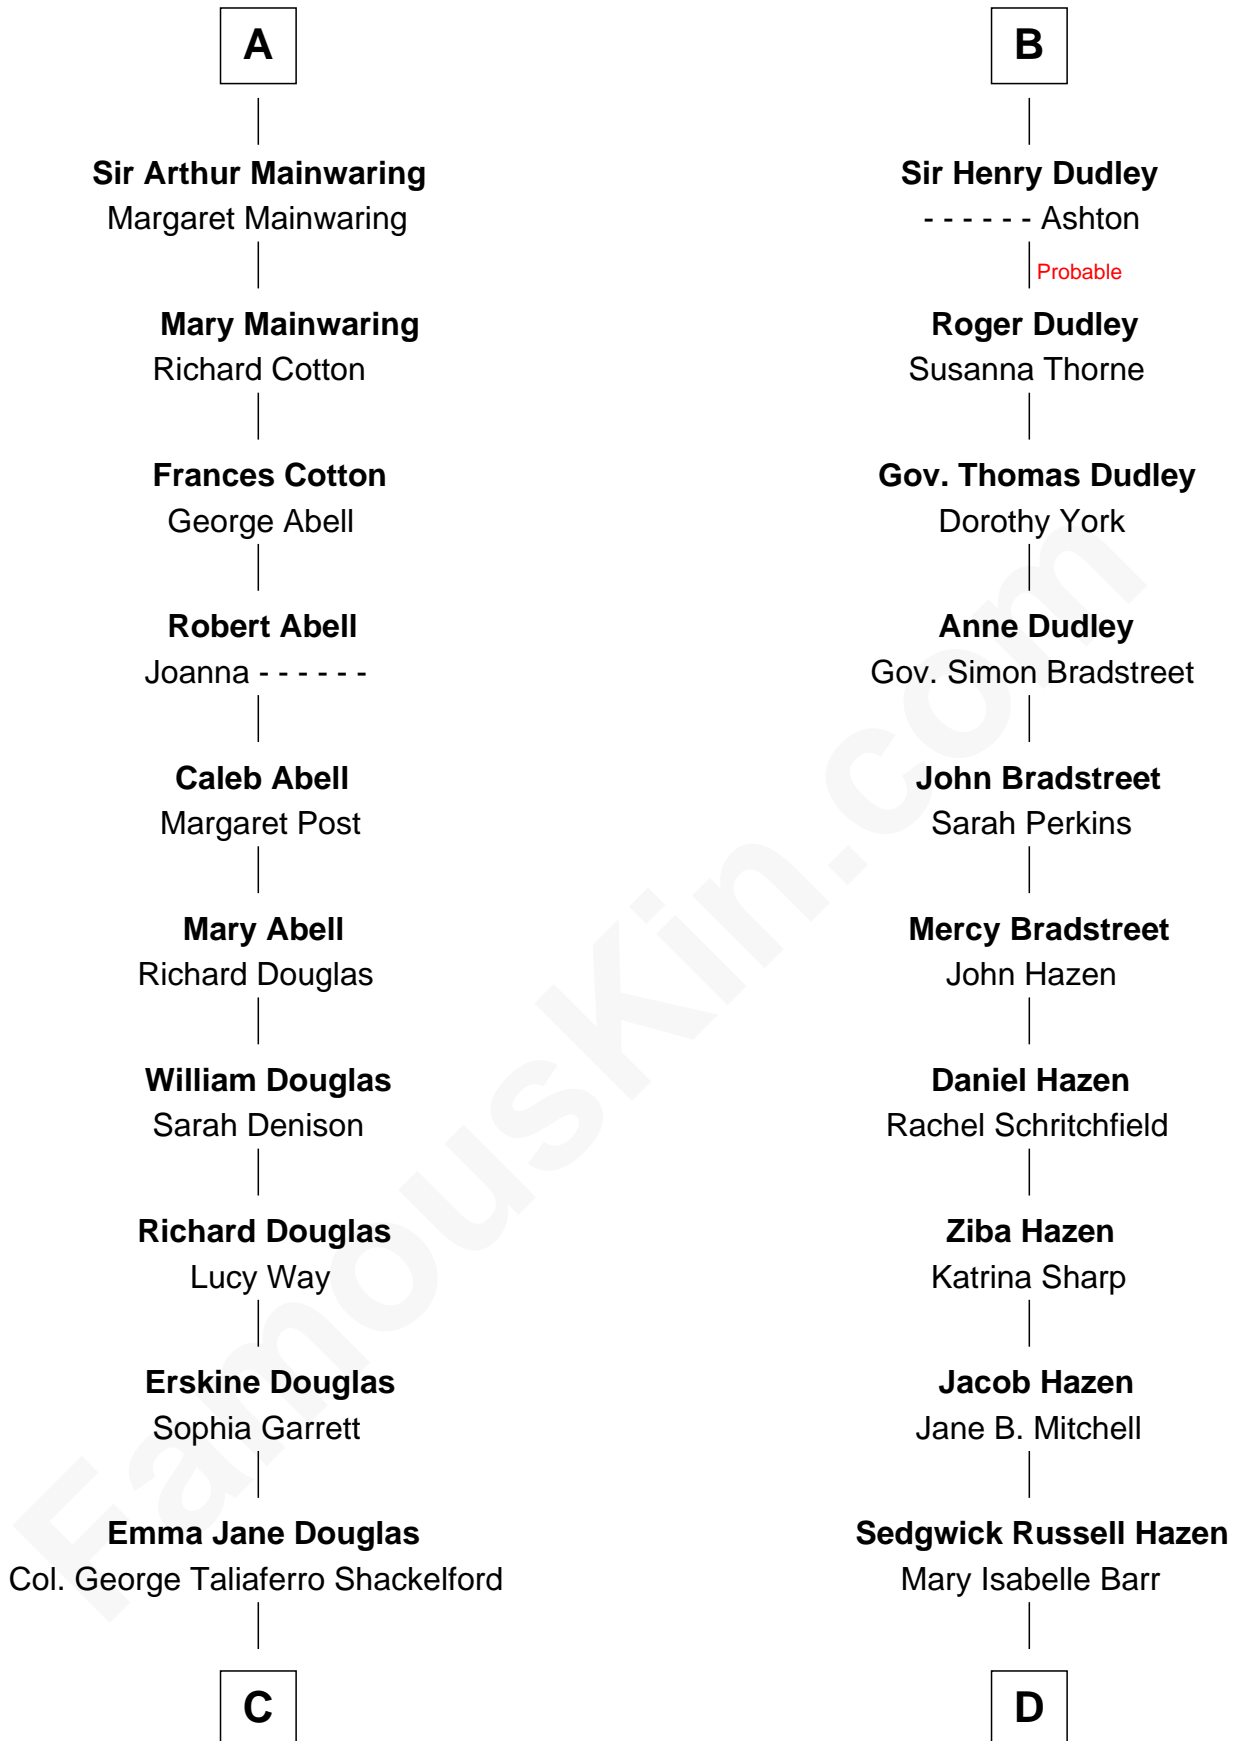 A
Sir Arthur Mainwaring
Margaret Mainwaring
Mary Mainwaring
Richard Cotton
Frances Cotton
George Abell
Robert Abell
Joanna - - - - - -
Caleb Abell
Margaret Post
Mary Abell
Richard Douglas
William Douglas
Sarah Denison
Richard Douglas
Lucy Way
Erskine Douglas
Sophia Garrett
Emma Jane Douglas
Col. George Taliaferro Shackelford
C
B
Sir Henry Dudley
- - - - - - Ashton
Probable
Roger Dudley
Susanna Thorne
Gov. Thomas Dudley
Dorothy York
Anne Dudley
Gov. Simon Bradstreet
John Bradstreet
Sarah Perkins
Mercy Bradstreet
John Hazen
Daniel Hazen
Rachel Schritchfield
Ziba Hazen
Katrina Sharp
Jacob Hazen
Jane B. Mitchell
Sedgwick Russell Hazen
Mary Isabelle Barr
D
FamousKin.com